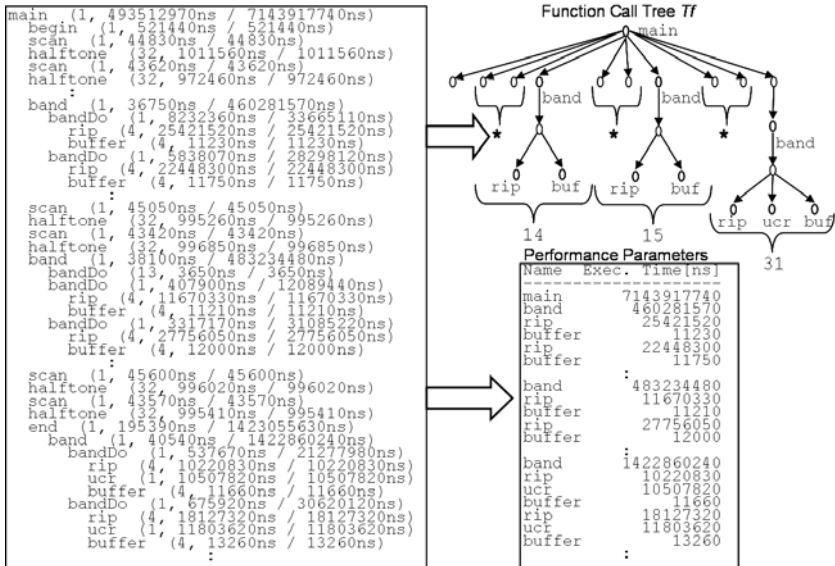 main (1, 493512970ns / 7143917740ns)
begin (1, 521440ns / 521440ns)
scan (1, 44830ns / 44830ns)
halftone (32, 1011560ns / 1011560ns)
scan (1, 43620ns / 43620ns)
halftone (32, 972460ns / 972460ns)
:
band (1, 36750ns / 460281570ns)
bandDo (1, 8232360ns / 33665110ns)
rip (4, 25421520ns / 25421520ns)
buffer (4, 11230ns / 11230ns)
bandDo (1, 5838070ns / 28298120ns)
rip (4, 22448300ns / 22448300ns)
buffer (4, 11750ns / 11750ns)
:
scan (1, 45050ns / 45050ns)
halftone (32, 995260ns / 995260ns)
scan (1, 43420ns / 43420ns)
halftone (32, 996850ns / 996850ns)
band (1, 38100ns / 483234480ns)
bandDo (13, 3650ns / 3650ns)
bandDo (1, 407900ns / 12089440ns)
rip (4, 11670330ns / 11670330ns)
buffer (4, 11210ns / 11210ns)
bandDo (1, 3317170ns / 31085220ns)
rip (4, 27756050ns / 27756050ns)
buffer (4, 12000ns / 12000ns)
:
scan (1, 45600ns / 45600ns)
halftone (32, 996020ns / 996020ns)
scan (1, 43570ns / 43570ns)
halftone (32, 995410ns / 995410ns)
end (1, 195390ns / 1423055630ns)
band (1, 40540ns / 1422860240ns)
bandDo (1, 537670ns / 21277980ns)
rip (4, 10220830ns / 10220830ns)
ucr (1, 10507820ns / 10507820ns)
buffer (4, 11660ns / 11660ns)
bandDo (1, 675920ns / 30620120ns)
rip (4, 18127320ns / 18127320ns)
ucr (1, 11803620ns / 11803620ns)
buffer (4, 13260ns / 13260ns)
:
Function Call Tree Tf
main
band band
* * *
band
rip buf rip buf
rip ucr buf
14 15
31
Performance Parameters
Name Exec. Time[ns]
main 7143917740
band 460281570
rip 25421520
buffer 11230
rip 22448300
buffer 11750
:
band 483234480
rip 11670330
buffer 11210
rip 27756050
buffer 12000
:
band 1422860240
rip 10220830
ucr 10507820
buffer 11660
rip 18127320
ucr 11803620
buffer 13260
: